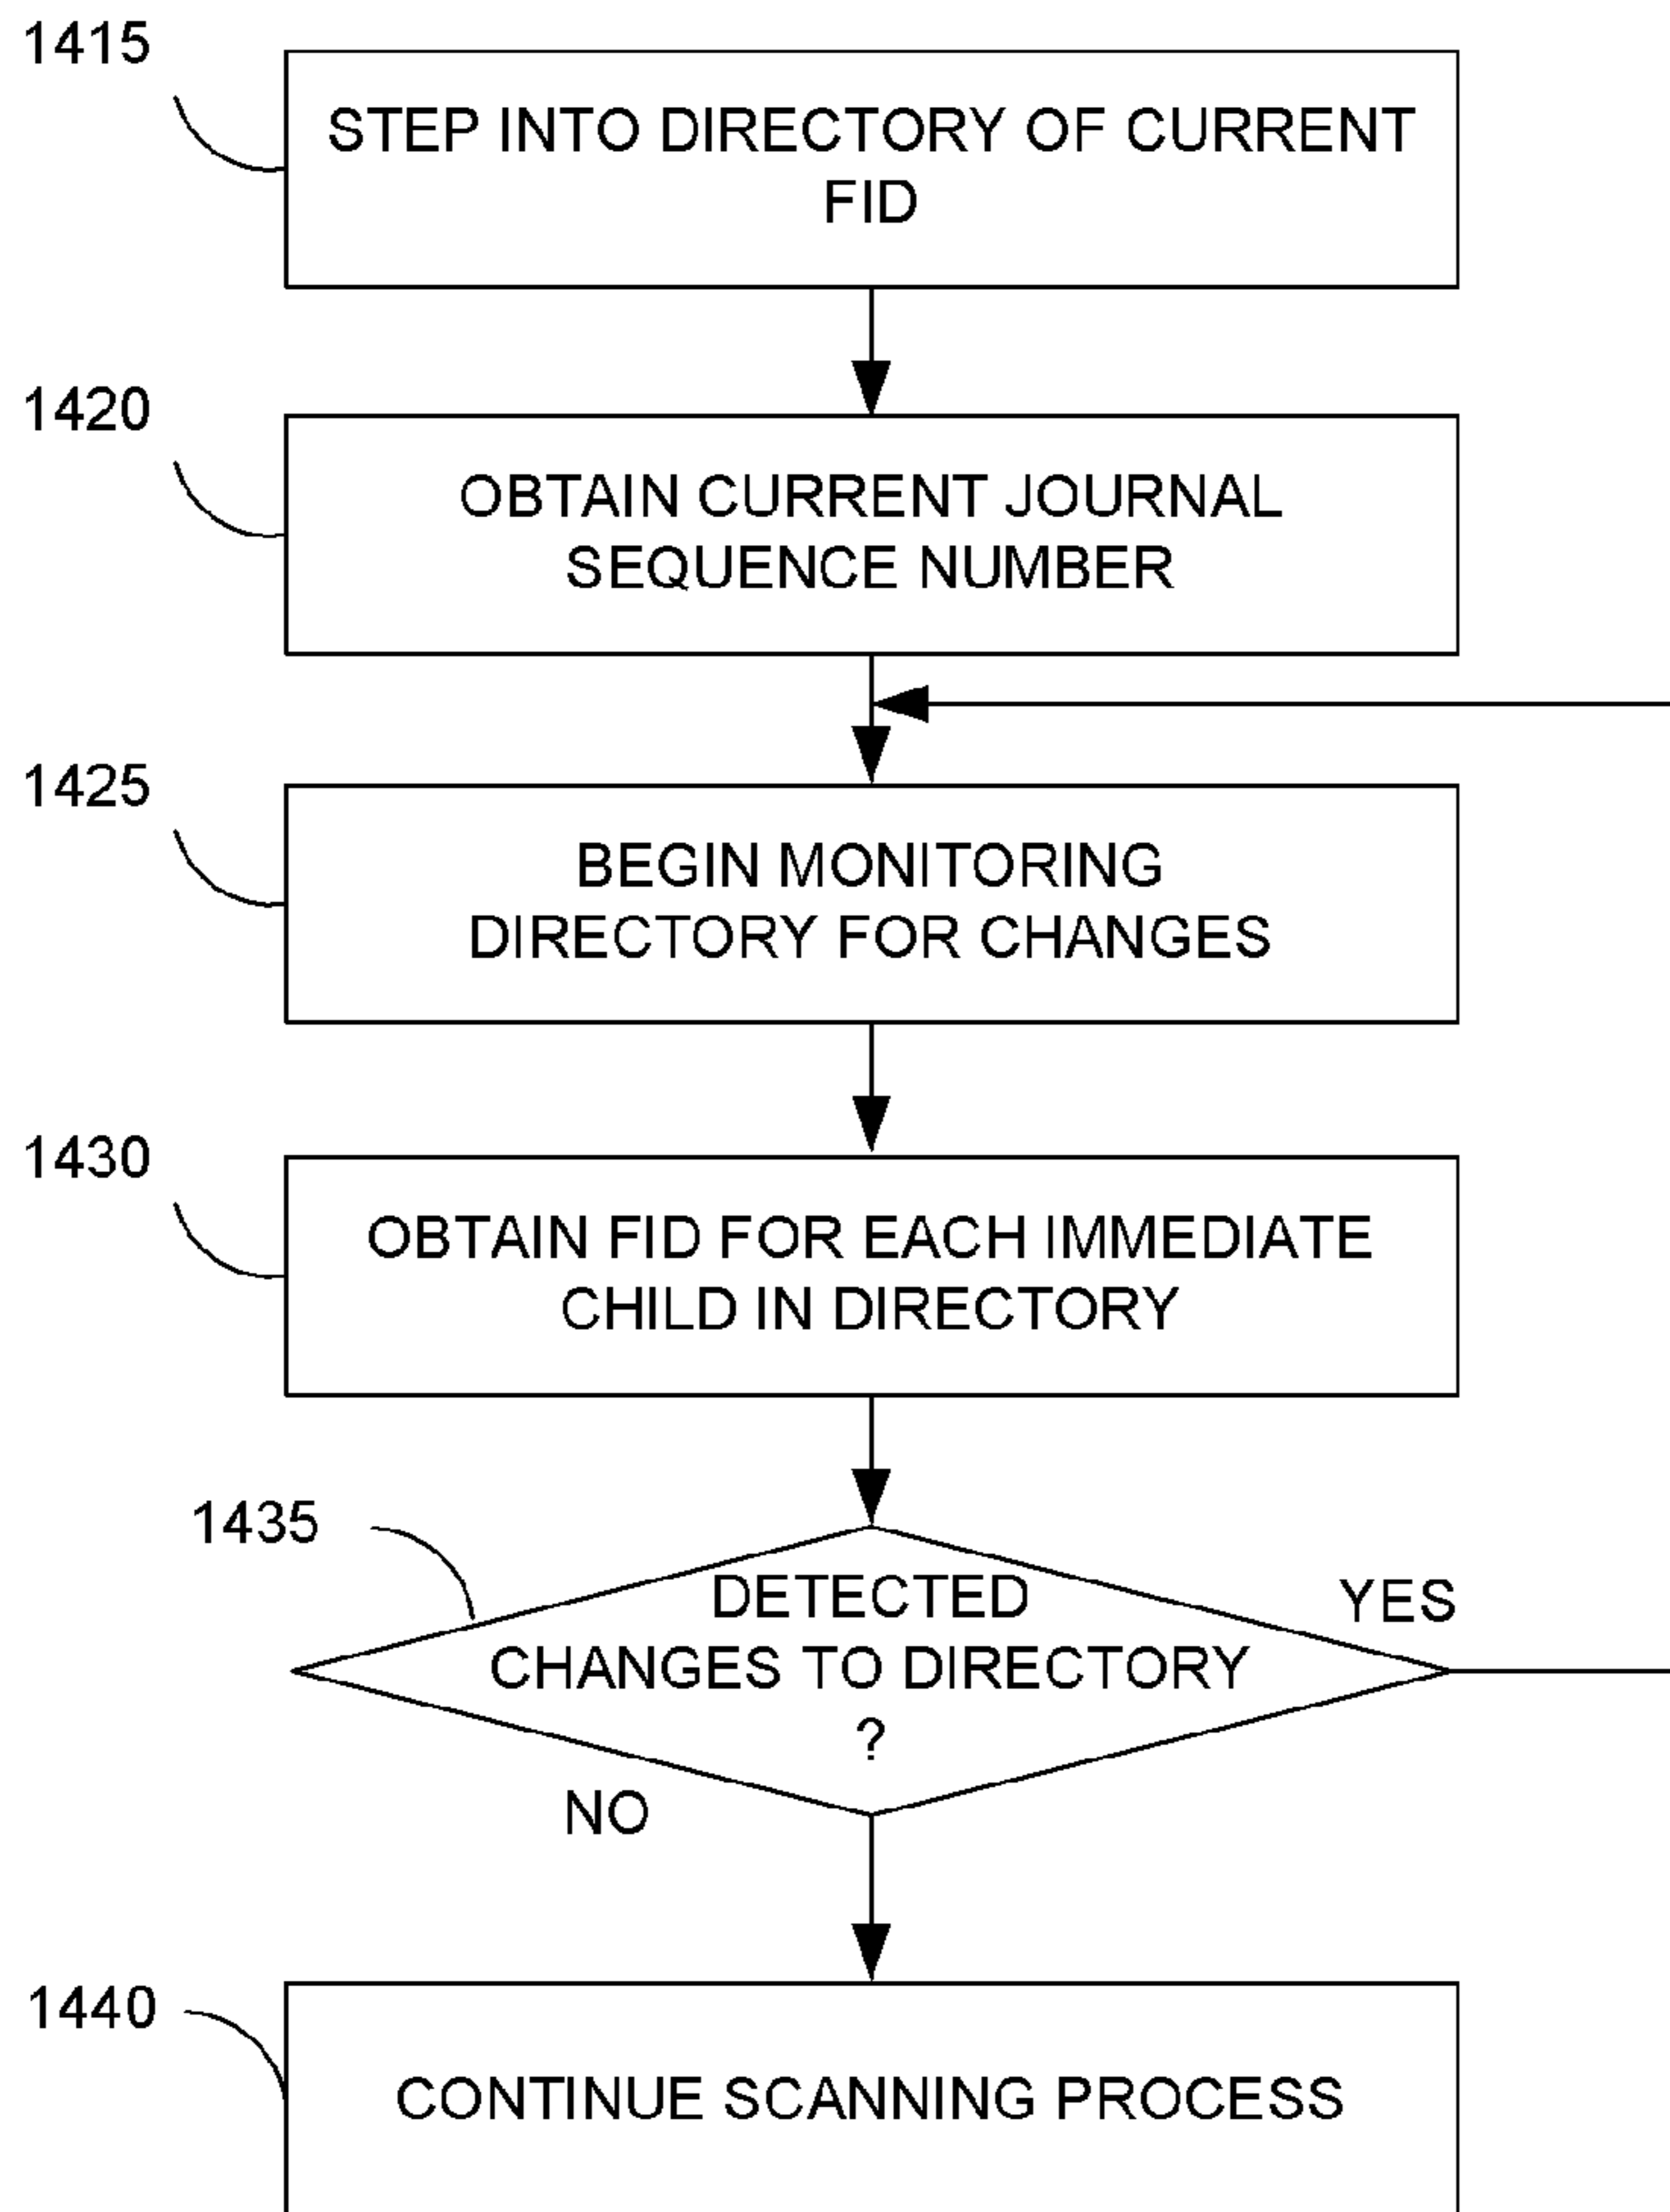 1415
STEP INTO DIRECTORY OF CURRENT
FID
1420
OBTAIN CURRENT JOURNAL
SEQUENCE NUMBER
1425
BEGIN MONITORING
DIRECTORY FOR CHANGES
1430
OBTAIN FID FOR EACH IMMEDIATE
CHILD IN DIRECTORY
1435
DETECTED
CHANGES TO DIRECTORY
?
YES
NO
1440
CONTINUE SCANNING PROCESS